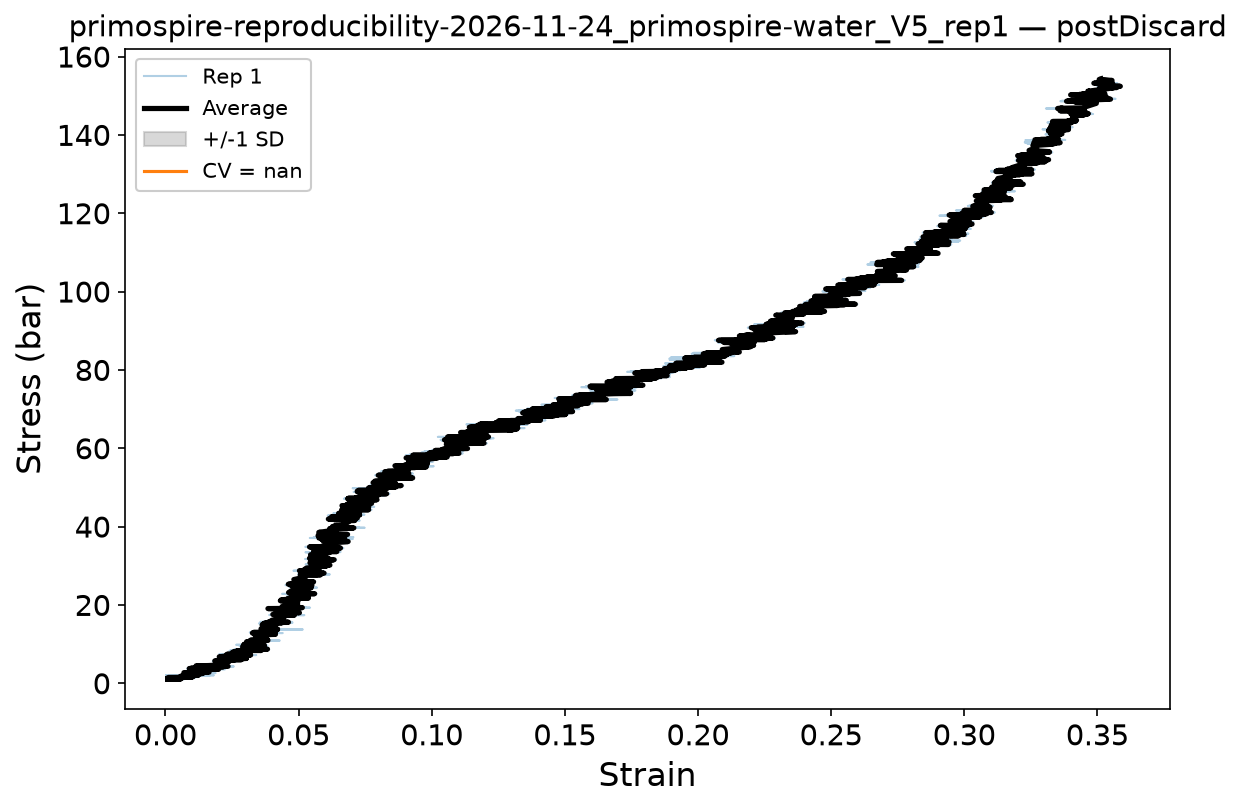 primospire-reproducibility-2026-11-24_primospire-water_V5_rep1 — postDiscard
Rep 1
Average
+/-1 SD
CV = nan
160
140
120
100
80
60
40
20
0
Stress (bar)
0.00 0.05 0.10 0.15 0.20 0.25 0.30 0.35
Strain